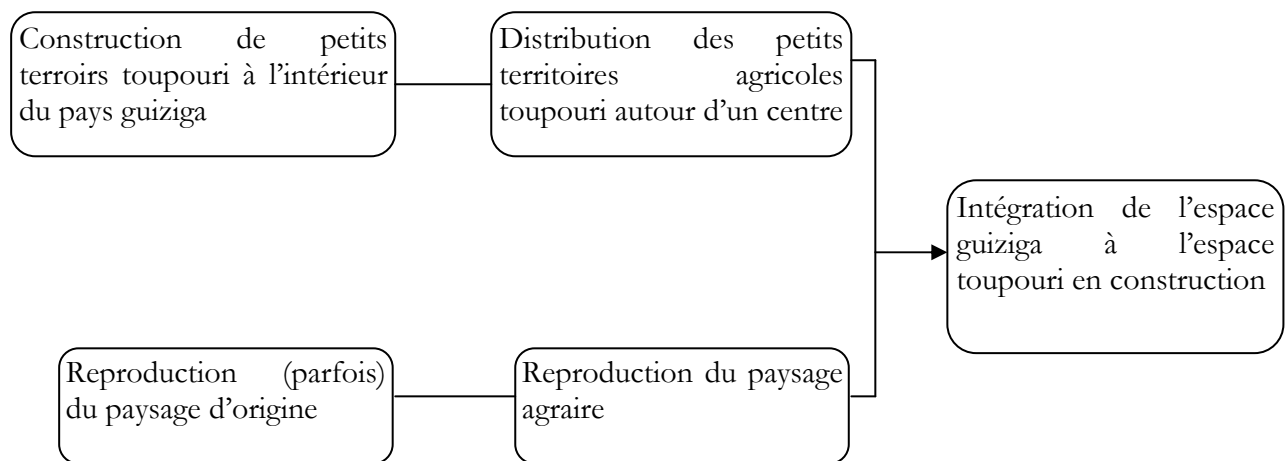 Construction de petits
terroirs toupouri à l’intérieur
du pays guiziga
Distribution des petits
territoires agricoles
toupouri autour d’un centre
Intégration de l’espace
guiziga à l’espace
toupouri en construction
Reproduction (parfois)
du paysage d’origine
Reproduction du paysage
agraire